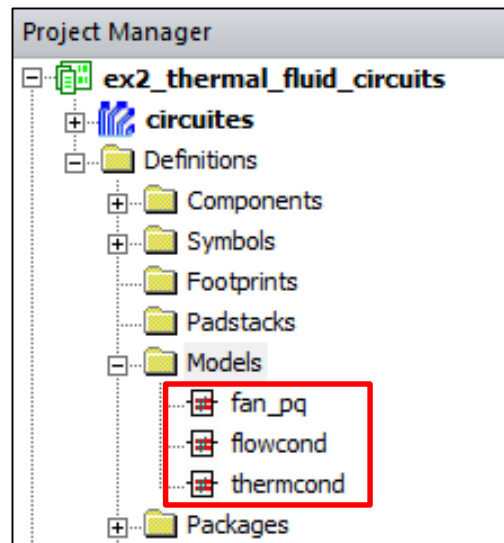 Project Manager
ex2_thermal_fluid_circuits
circuites
Definitions
Components
Symbols
Footprints
Padstacks
Models
fan_pq
flowcond
thermcond
Packages